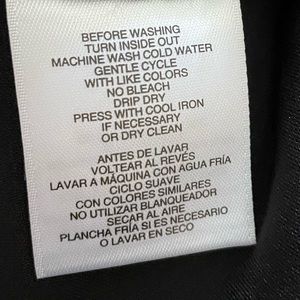 BEFORE WASHING
TURN INSIDE OUT
MACHINE WASH COLD WATER
GENTLE CYCLE
WITH LIKE COLORS
NO BLEACH
DRIP DRY
PRESS WITH COOL IRON
IF NECESSARY
OR DRY CLEAN
ANTES DE LAVAR
VOLTEAR AL REVÉS
LAVAR A MÁQUINA CON AGUA FRÍA
CICLO SUAVE
CON COLORES SIMILARES
NO UTILIZAR BLANQUEADOR
SECAR AL AIRE
PLANCHA FRÍA SI ES NECESARIO
O LAVAR EN SECO